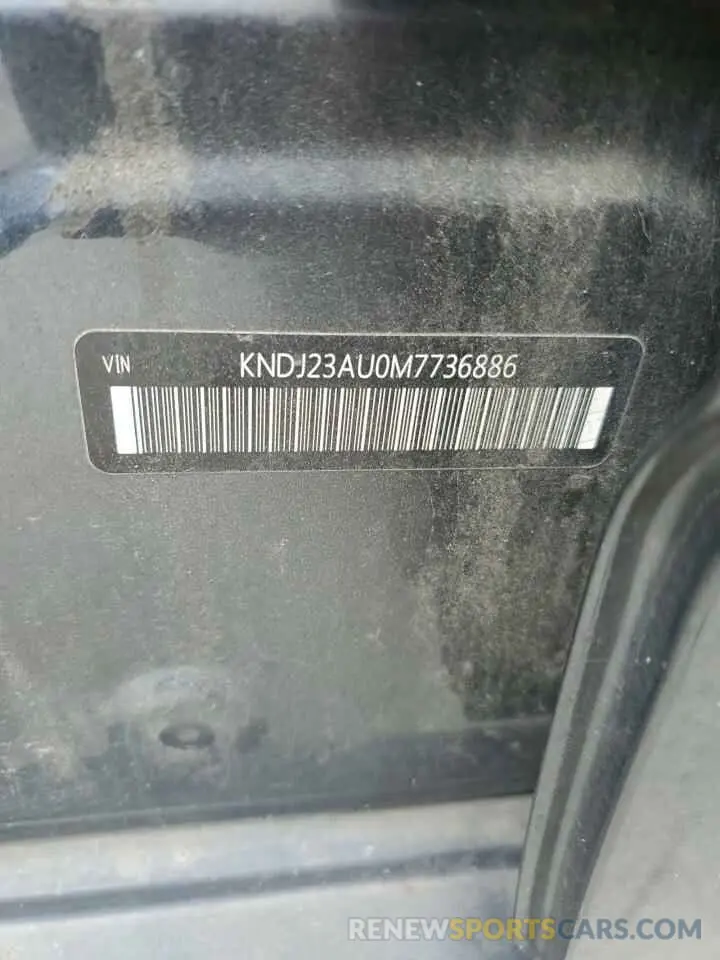 VIN KNDJ23AU0M7736886
RENEWSPORTSCARS.COM